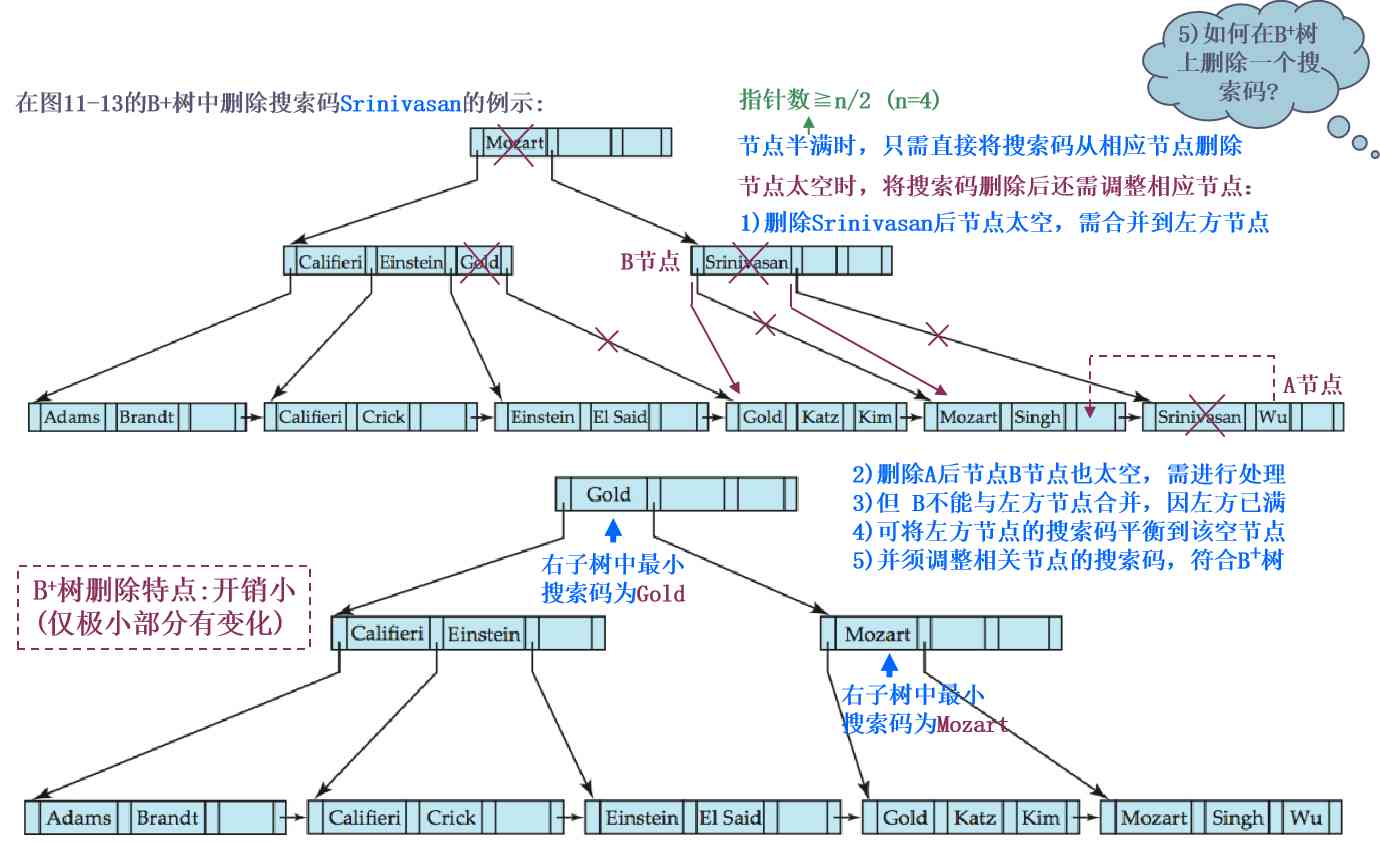 5)如何在B+树
上删除一个搜
索码?
在图11-13的B+树中删除搜索码Srinivasan的例示:
指针数≧n/2 (n=4)
节点半满时，只需直接将搜索码从相应节点删除
节点太空时，将搜索码删除后还需调整相应节点:
1)删除Srinivasan后节点太空，需合并到左方节点
Mozart
Califieri Einstein Gold
B节点
Srinivasan
A节点
Adams Brandt
Califieri Crick
Einstein El Said
Gold Katz Kim
Mozart Singh
Srinivasan Wu
2)删除A后节点B节点也太空，需进行处理
3)但 B不能与左方节点合并，因左方已满
4)可将左方节点的搜索码平衡到该空节点
5)并须调整相关节点的搜索码，符合B+树
Gold
右子树中最小
搜索码为Gold
B+树删除特点:开销小
(仅极小部分有变化)
Califieri Einstein
Mozart
右子树中最小
搜索码为Mozart
Adams Brandt
Califieri Crick
Einstein El Said
Gold Katz Kim
Mozart Singh Wu